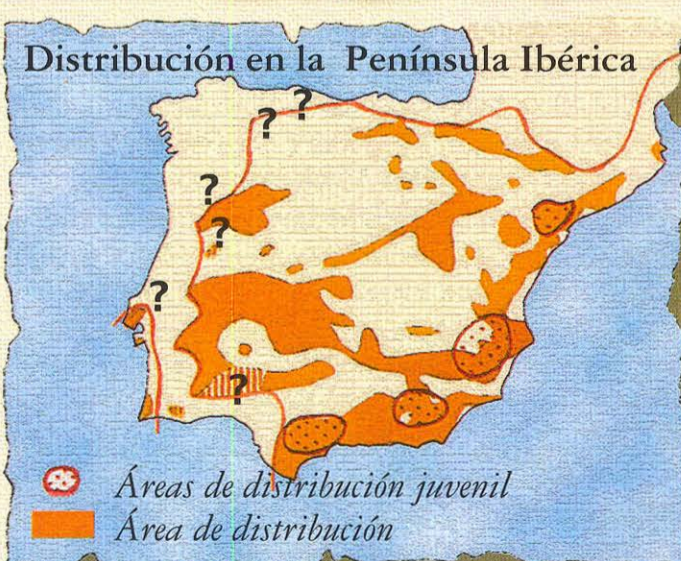 Distribución en la Península Ibérica
?
?
?
?
?
?
Áreas de distribución juvenil
Área de distribución